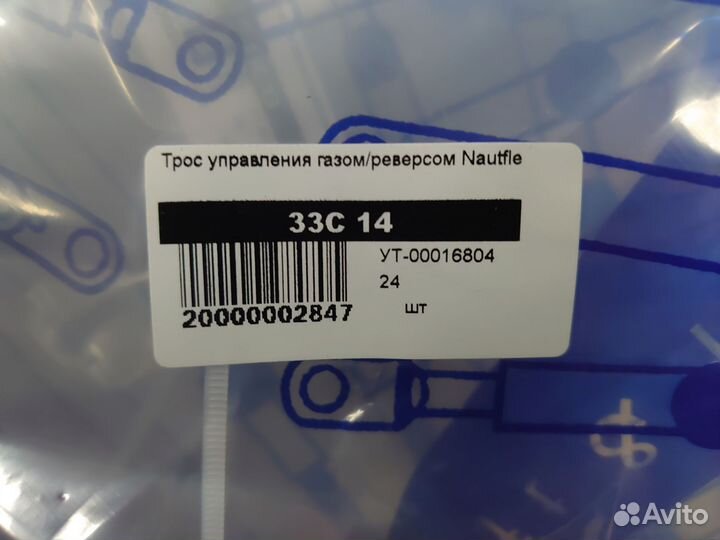 Трос управления газом/реверсом Nautfle
33C 14
УТ-00016804
24
шт
20000002847
Avito